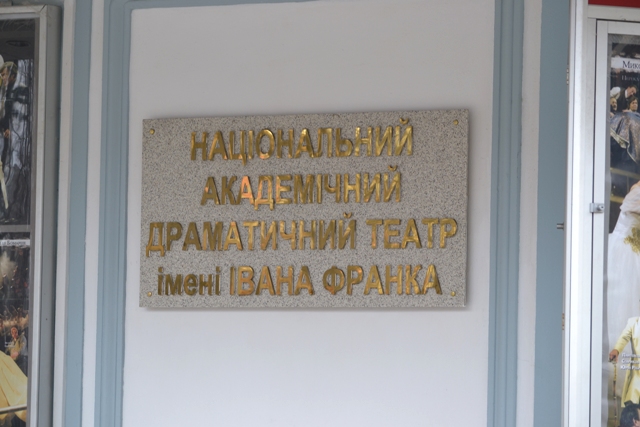 НАЦІОНАЛЬНИЙ
АКАДЕМІЧНИЙ
ДРАМАТИЧНИЙ ТЕАТР
імені ІВАНА ФРАНКА